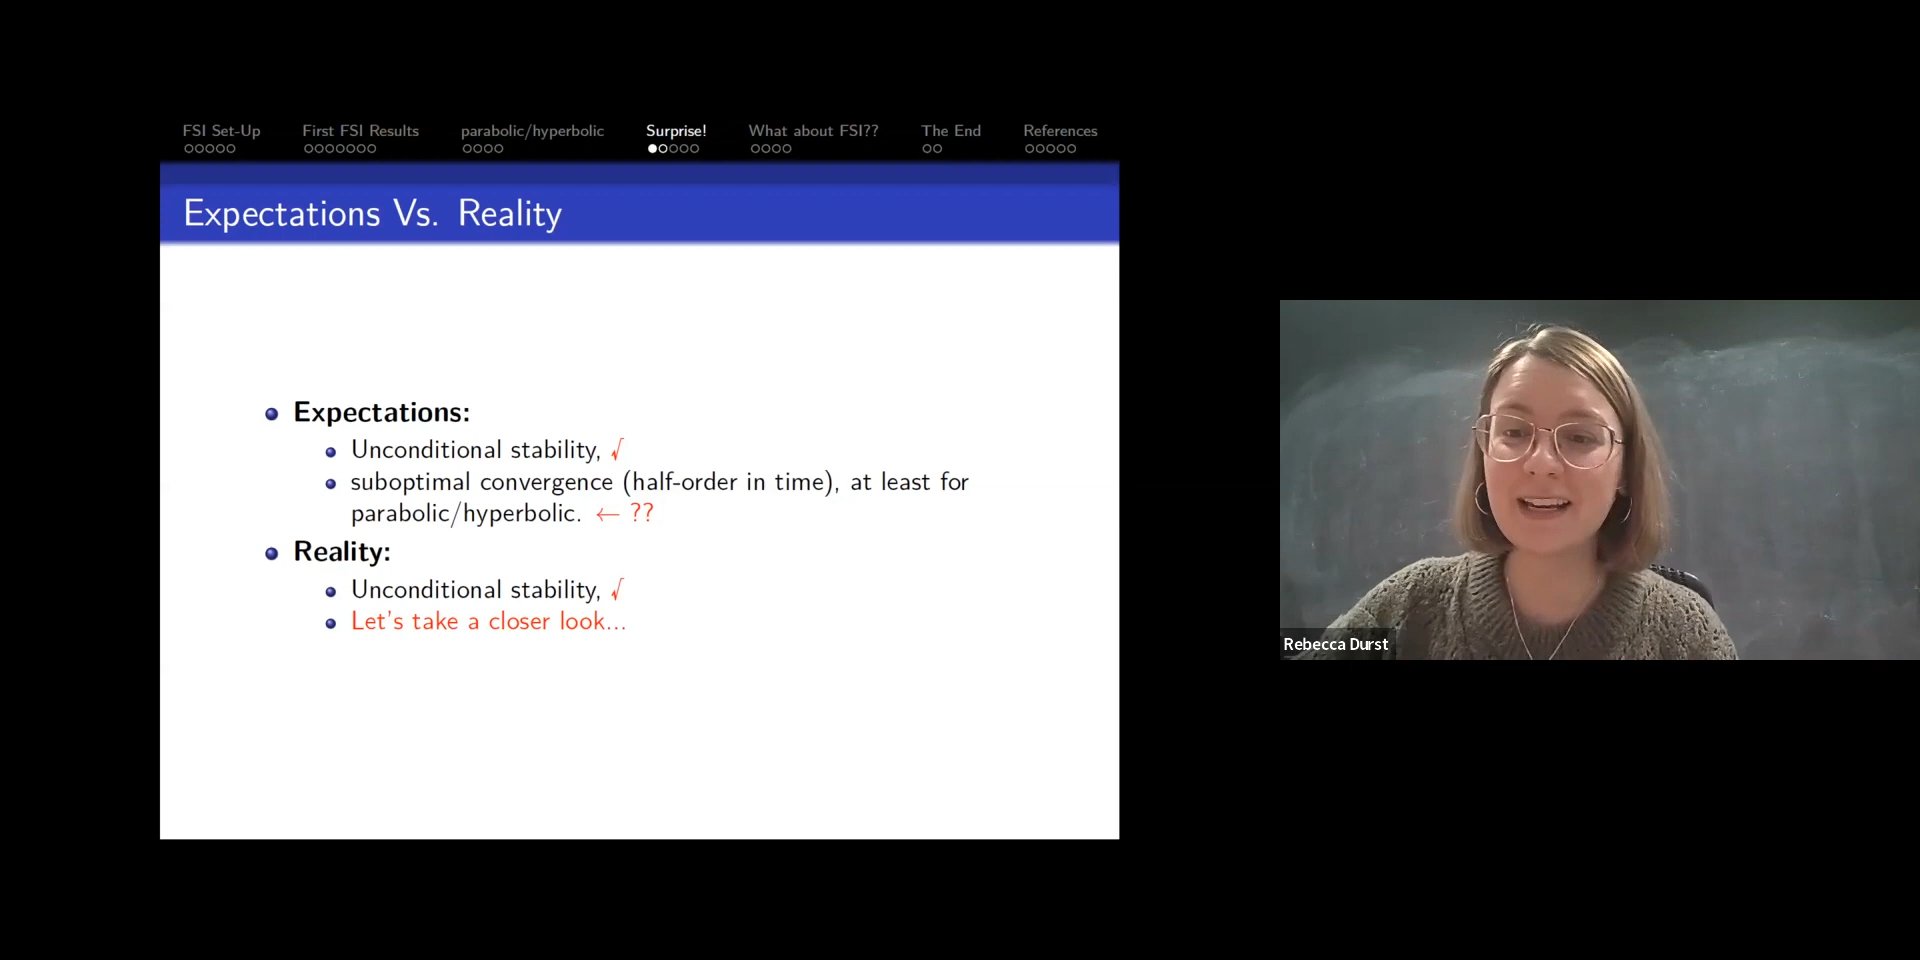 FSI Set-Up First FSI Results parabolic/hyperbolic Surprise! What about FSI?? The End References
Expectations Vs. Reality
Expectations:
Unconditional stability, √
suboptimal convergence (half-order in time), at least for
parabolic/hyperbolic. ← ??
Reality:
Unconditional stability, √
Let's take a closer look...
Rebecca Durst